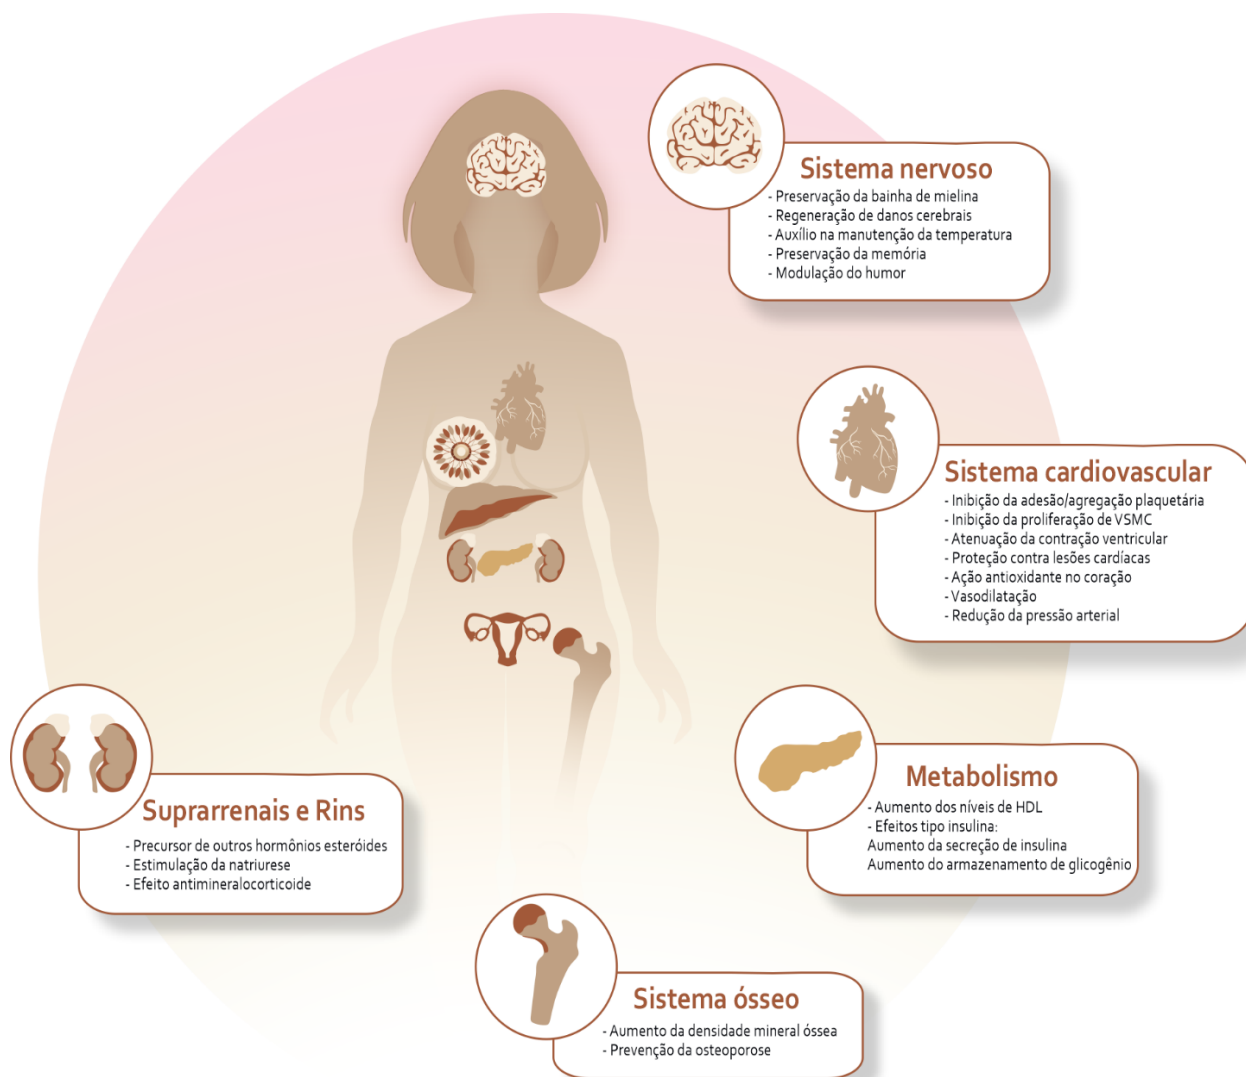 Sistema nervoso
- Preservação da bainha de mielina
- Regeneração de danos cerebrais
- Auxílio na manutenção da temperatura
- Preservação da memória
- Modulação do humor
Sistema cardiovascular
- Inibição da adesão/agregação plaquetária
- Inibição da proliferação de VSMC
- Atenuação da contração ventricular
- Proteção contra lesões cardíacas
- Ação antioxidante no coração
- Vasodilatação
- Redução da pressão arterial
Metabolismo
- Aumento dos níveis de HDL
- Efeitos tipo insulina:
Aumento da secreção de insulina
Aumento do armazenamento de glicogênio
Suprarrenais e Rins
- Precursor de outros hormônios esteróides
- Estimulação da natriurese
- Efeito antimineralocorticoide
Sistema ósseo
- Aumento da densidade mineral óssea
- Prevenção da osteoporose